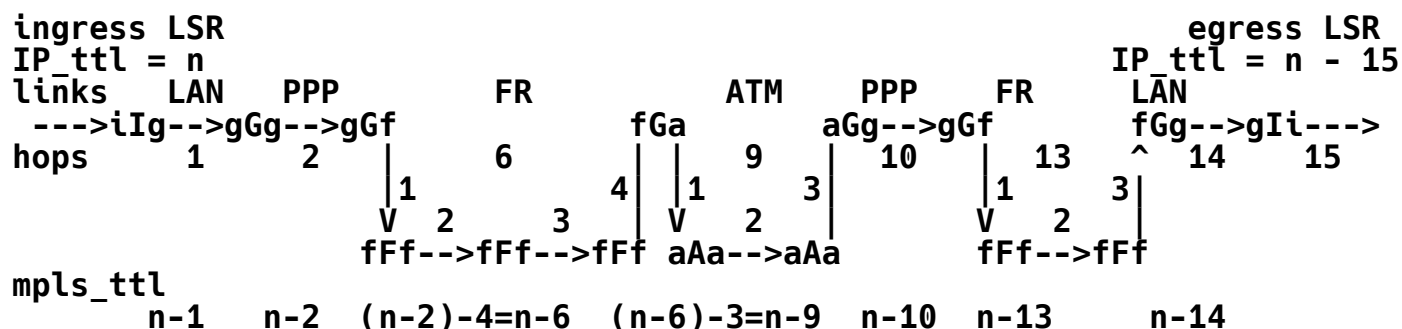 ingress LSR                                                  egress LSR
IP_ttl = n                                               IP_ttl = n - 15
links    LAN    PPP           FR             ATM      PPP      FR       LAN
 --->iIg-->gGg-->gGf               fGa        aGg-->gGf         fGg-->gIi--->
hops      1      2    |      6        | |    9    |   10    |   13    ^   14     15
|1            4| |1      3|         |1      3|
V   2      3    | V    2    |         V    2    |
fFf-->fFf-->fFf aAa-->aAa         fFf-->fFf
mpls_ttl
n-1    n-2   (n-2)-4=n-6   (n-6)-3=n-9   n-10   n-13        n-14